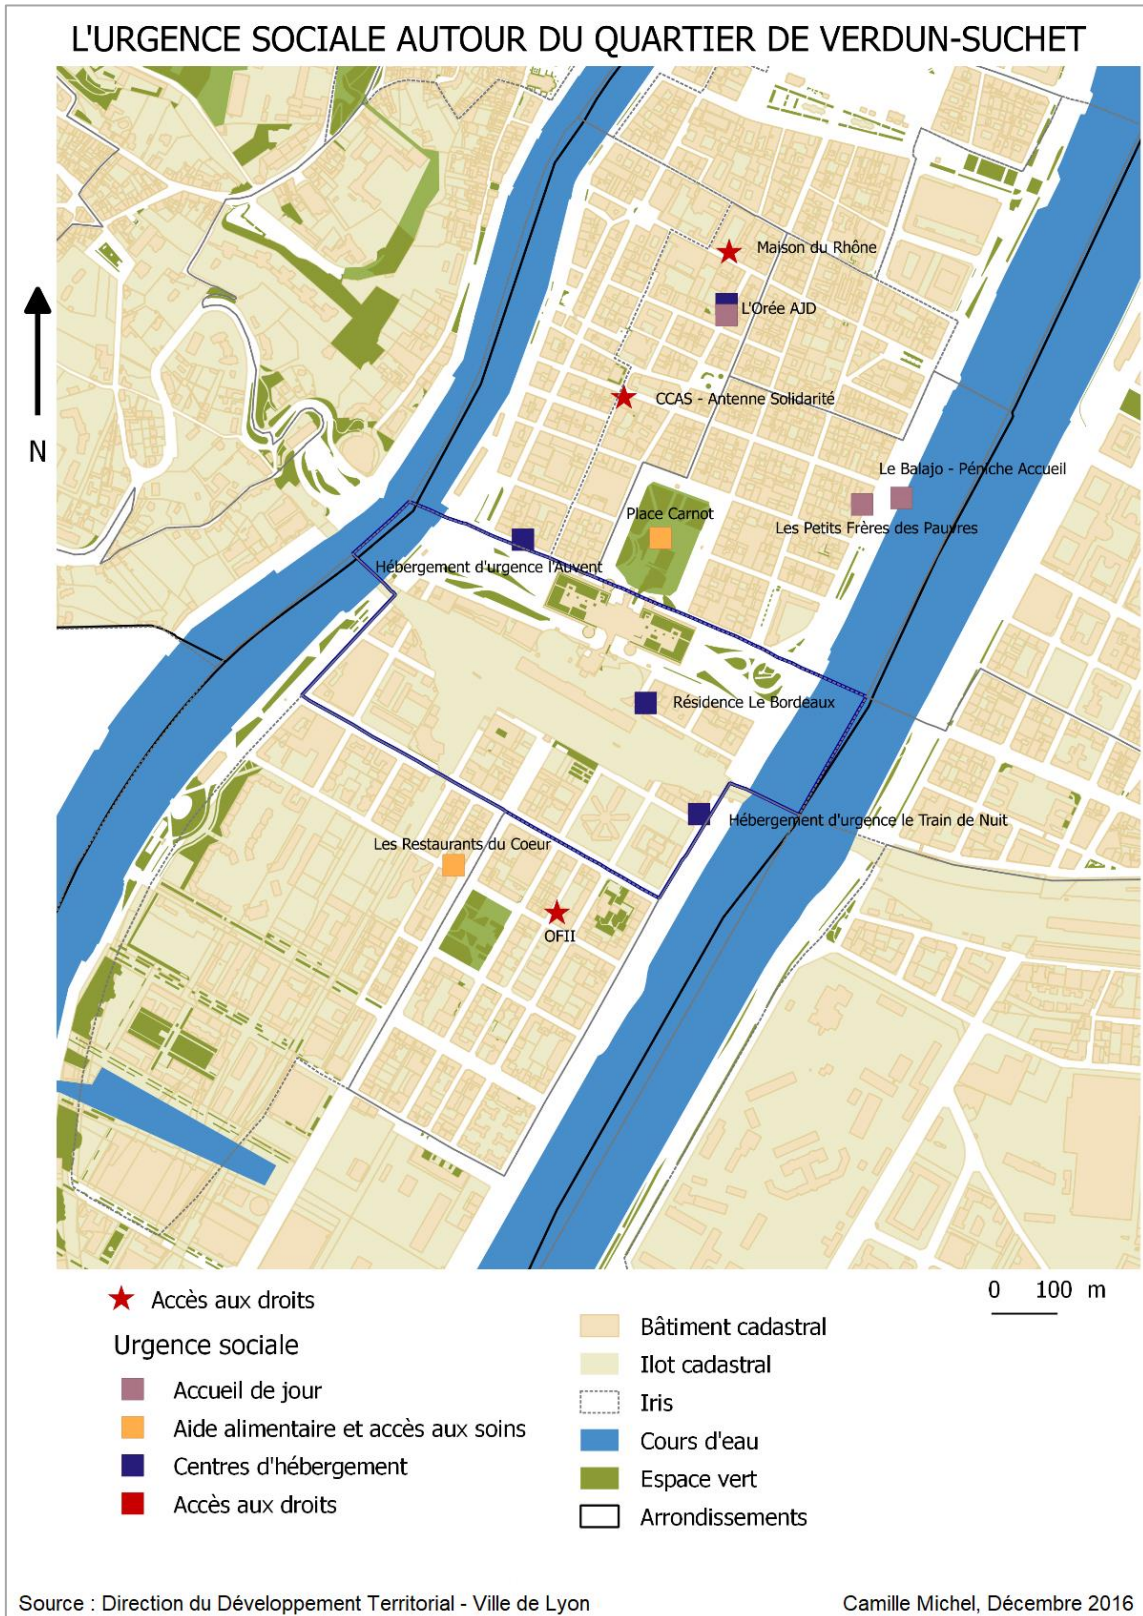 L'URGENCE SOCIALE AUTOUR DU QUARTIER DE VERDUN-SUCHET
Maison du Rhône
L'Orée AJD
CCAS - Antenne Solidarité
N
Le Balajo - Péniche Accueil
Place Carnot
Les Petits Frères des Pauvres
Hébergement d'urgence l'Auvent
Résidence Le Bordeaux
Hébergement d'urgence le Train de Nuit
Les Restaurants du Coeur
OFII
0 100 m
Accès aux droits
Urgence sociale
Accueil de jour
Aide alimentaire et accès aux soins
Centres d'hébergement
Accès aux droits
Bâtiment cadastral
Ilot cadastral
Iris
Cours d'eau
Espace vert
Arrondissements
Source : Direction du Développement Territorial - Ville de Lyon
Camille Michel, Décembre 2016